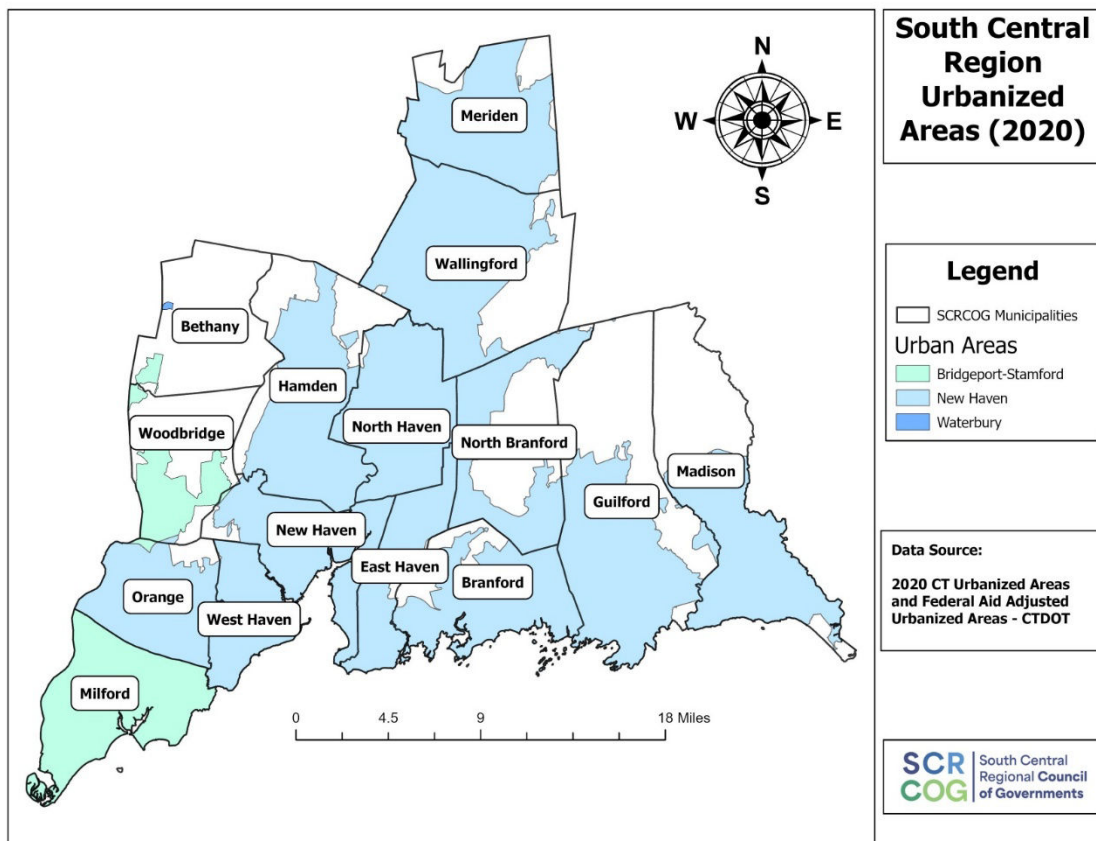 South Central
Region
Urbanized
Areas (2020)
N
W
E
S
Meriden
Wallingford
Bethany
Hamden
North Haven
Woodbridge
North Branford
Madison
Guilford
New Haven
East Haven
Branford
Orange
West Haven
Milford
0 4.5 9 18 Miles
Legend
SCRCOG Municipalities
Urban Areas
Bridgeport-Stamford
New Haven
Waterbury
Data Source:
2020 CT Urbanized Areas
and Federal Aid Adjusted
Urbanized Areas - CTDOT
SCR
COG
South Central
Regional Council
of Governments